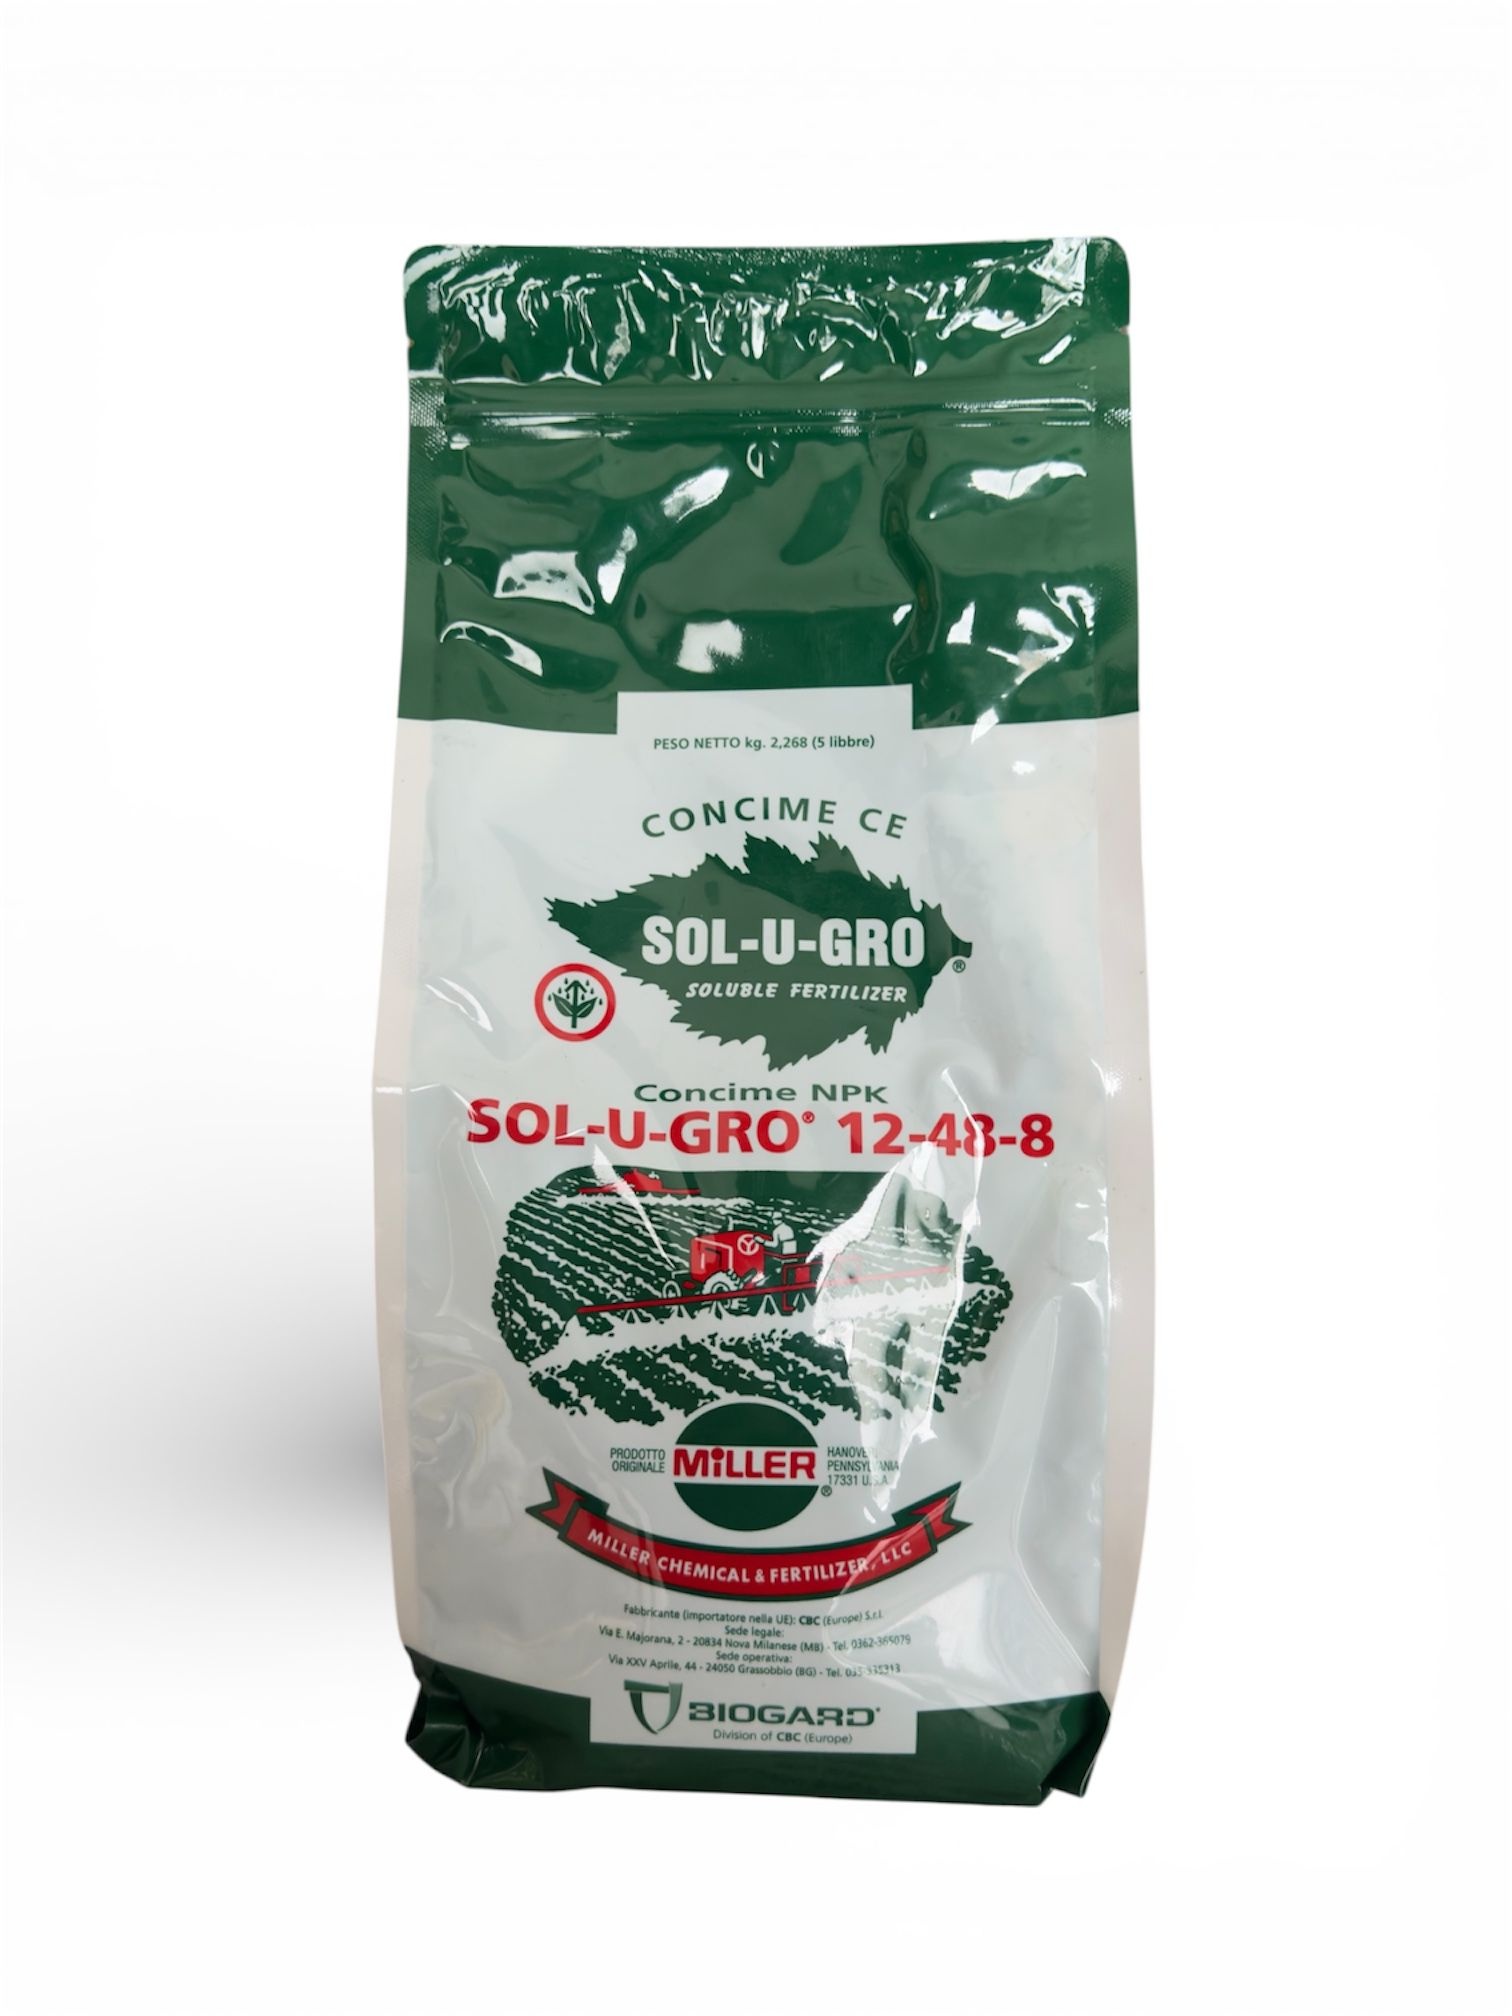 PESO NETTO kg. 2,268 (5 libbre)
CONCIME CE
SOL-U-GRO®
SOLUBLE FERTILIZER
Concime NPK
SOL-U-GRO® 12-48-8
PRODOTTO
ORIGINALE
MiLLER®
HANOVER
PENNSYLVANIA
17331 U.S.A.
MILLER CHEMICAL & FERTILIZER, LLC
Fabbricante (importatore nella UE): CBC (Europe) S.r.l.
Sede legale:
Via E. Majorana, 2 - 20834 Nova Milanese (MB) - Tel. 0362-365079
Sede operativa:
Via XXV Aprile, 44 - 24050 Grassobbio (BG) - Tel. 035-335313
BIOGARD®
Division of CBC (Europe)